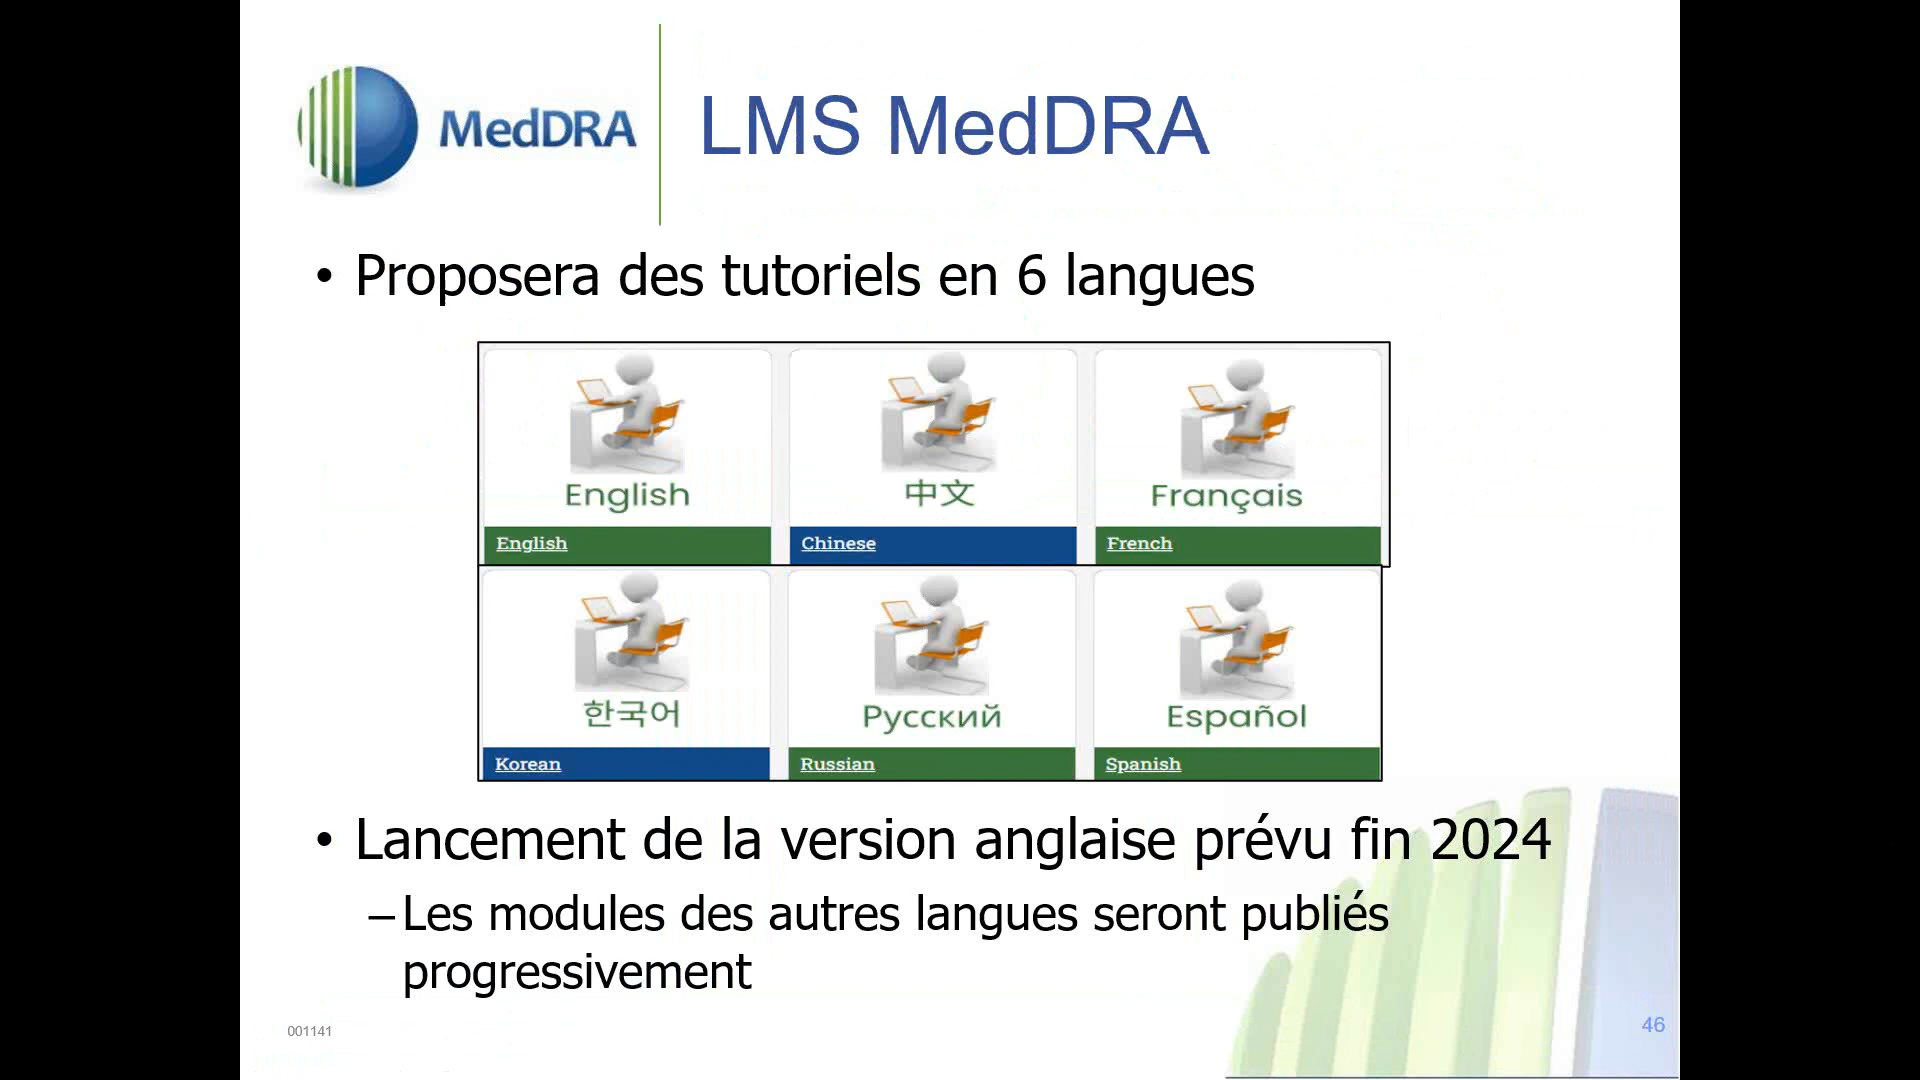 MedDRA
LMS MedDRA
• Proposera des tutoriels en 6 langues
English
中文
Français
English
Chinese
French
한국어
Русский
Español
Korean
Russian
Spanish
• Lancement de la version anglaise prévu fin 2024
–Les modules des autres langues seront publiés
progressivement
001141
46